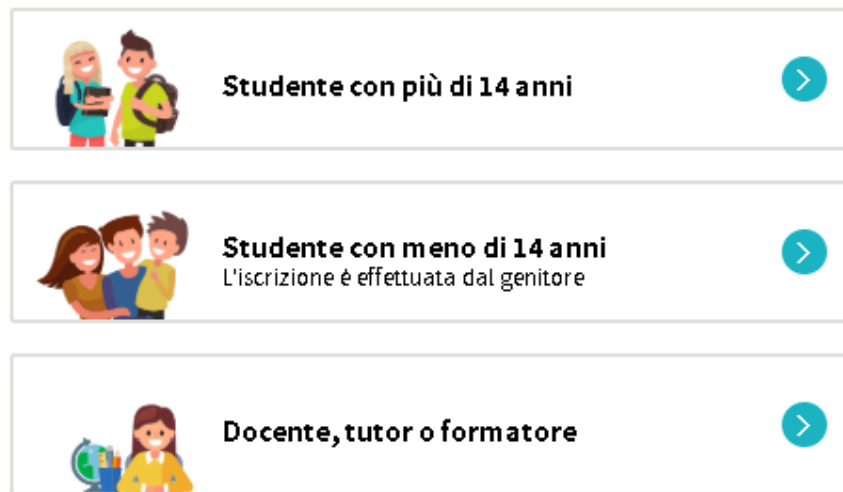 Studente con più di 14 anni
Studente con meno di 14 anni
L'iscrizione è effettuata dal genitore
Docente, tutor o formatore